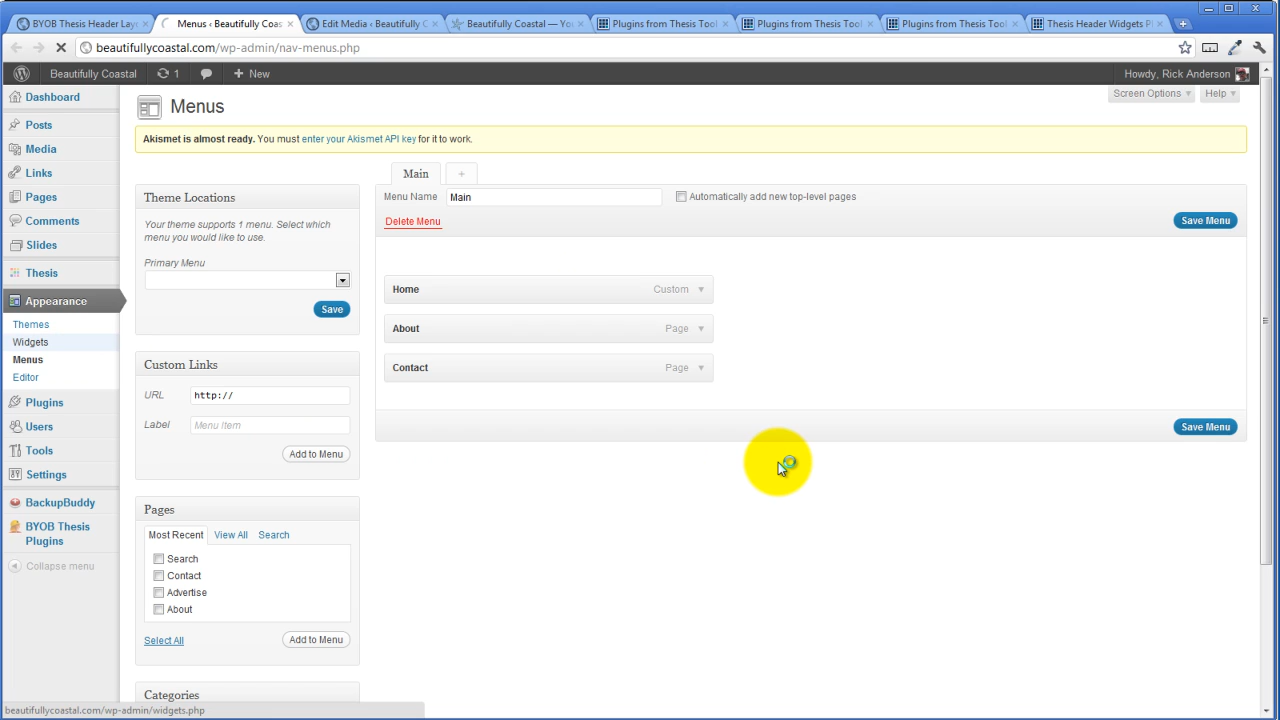 BYOB Thesis Header Lay
Menus ‹ Beautifully Coas
Edit Media ‹ Beautifully C
Beautifully Coastal — Yo
Plugins from Thesis Tool
Plugins from Thesis Tool
Plugins from Thesis Tool
Thesis Header Widgets P
beautifullycoastal.com/wp-admin/nav-menus.php
Beautifully Coastal
1
New
Howdy, Rick Anderson
Dashboard
Posts
Media
Links
Pages
Comments
Slides
Thesis
Appearance
Themes
Widgets
Menus
Editor
Plugins
Users
Tools
Settings
BackupBuddy
BYOB Thesis
Plugins
Collapse menu
Menus
Screen Options
Help
Akismet is almost ready. You must enter your Akismet API key for it to work.
Theme Locations
Your theme supports 1 menu. Select which
menu you would like to use.
Primary Menu
Save
Custom Links
URL http://
Label Menu Item
Add to Menu
Pages
Most Recent View All Search
Search
Contact
Advertise
About
Select All
Add to Menu
Categories
Main
+
Menu Name Main
Automatically add new top-level pages
Delete Menu
Save Menu
Home Custom
About Page
Contact Page
Save Menu
beautifullycoastal.com/wp-admin/widgets.php